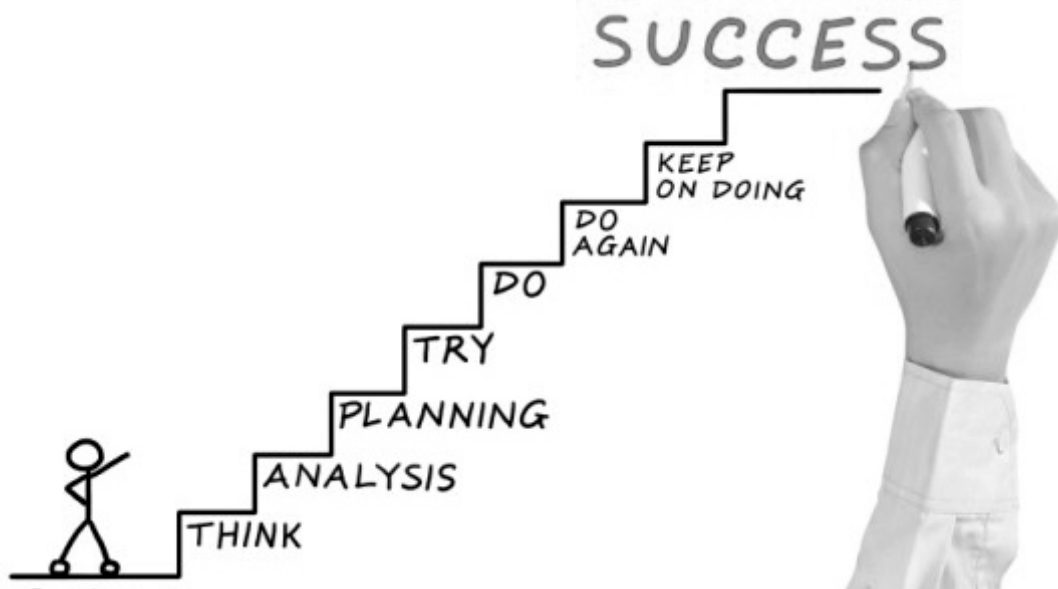 SUCCESS
KEEP
ON DOING
DO
AGAIN
DO
TRY
PLANNING
ANALYSIS
THINK